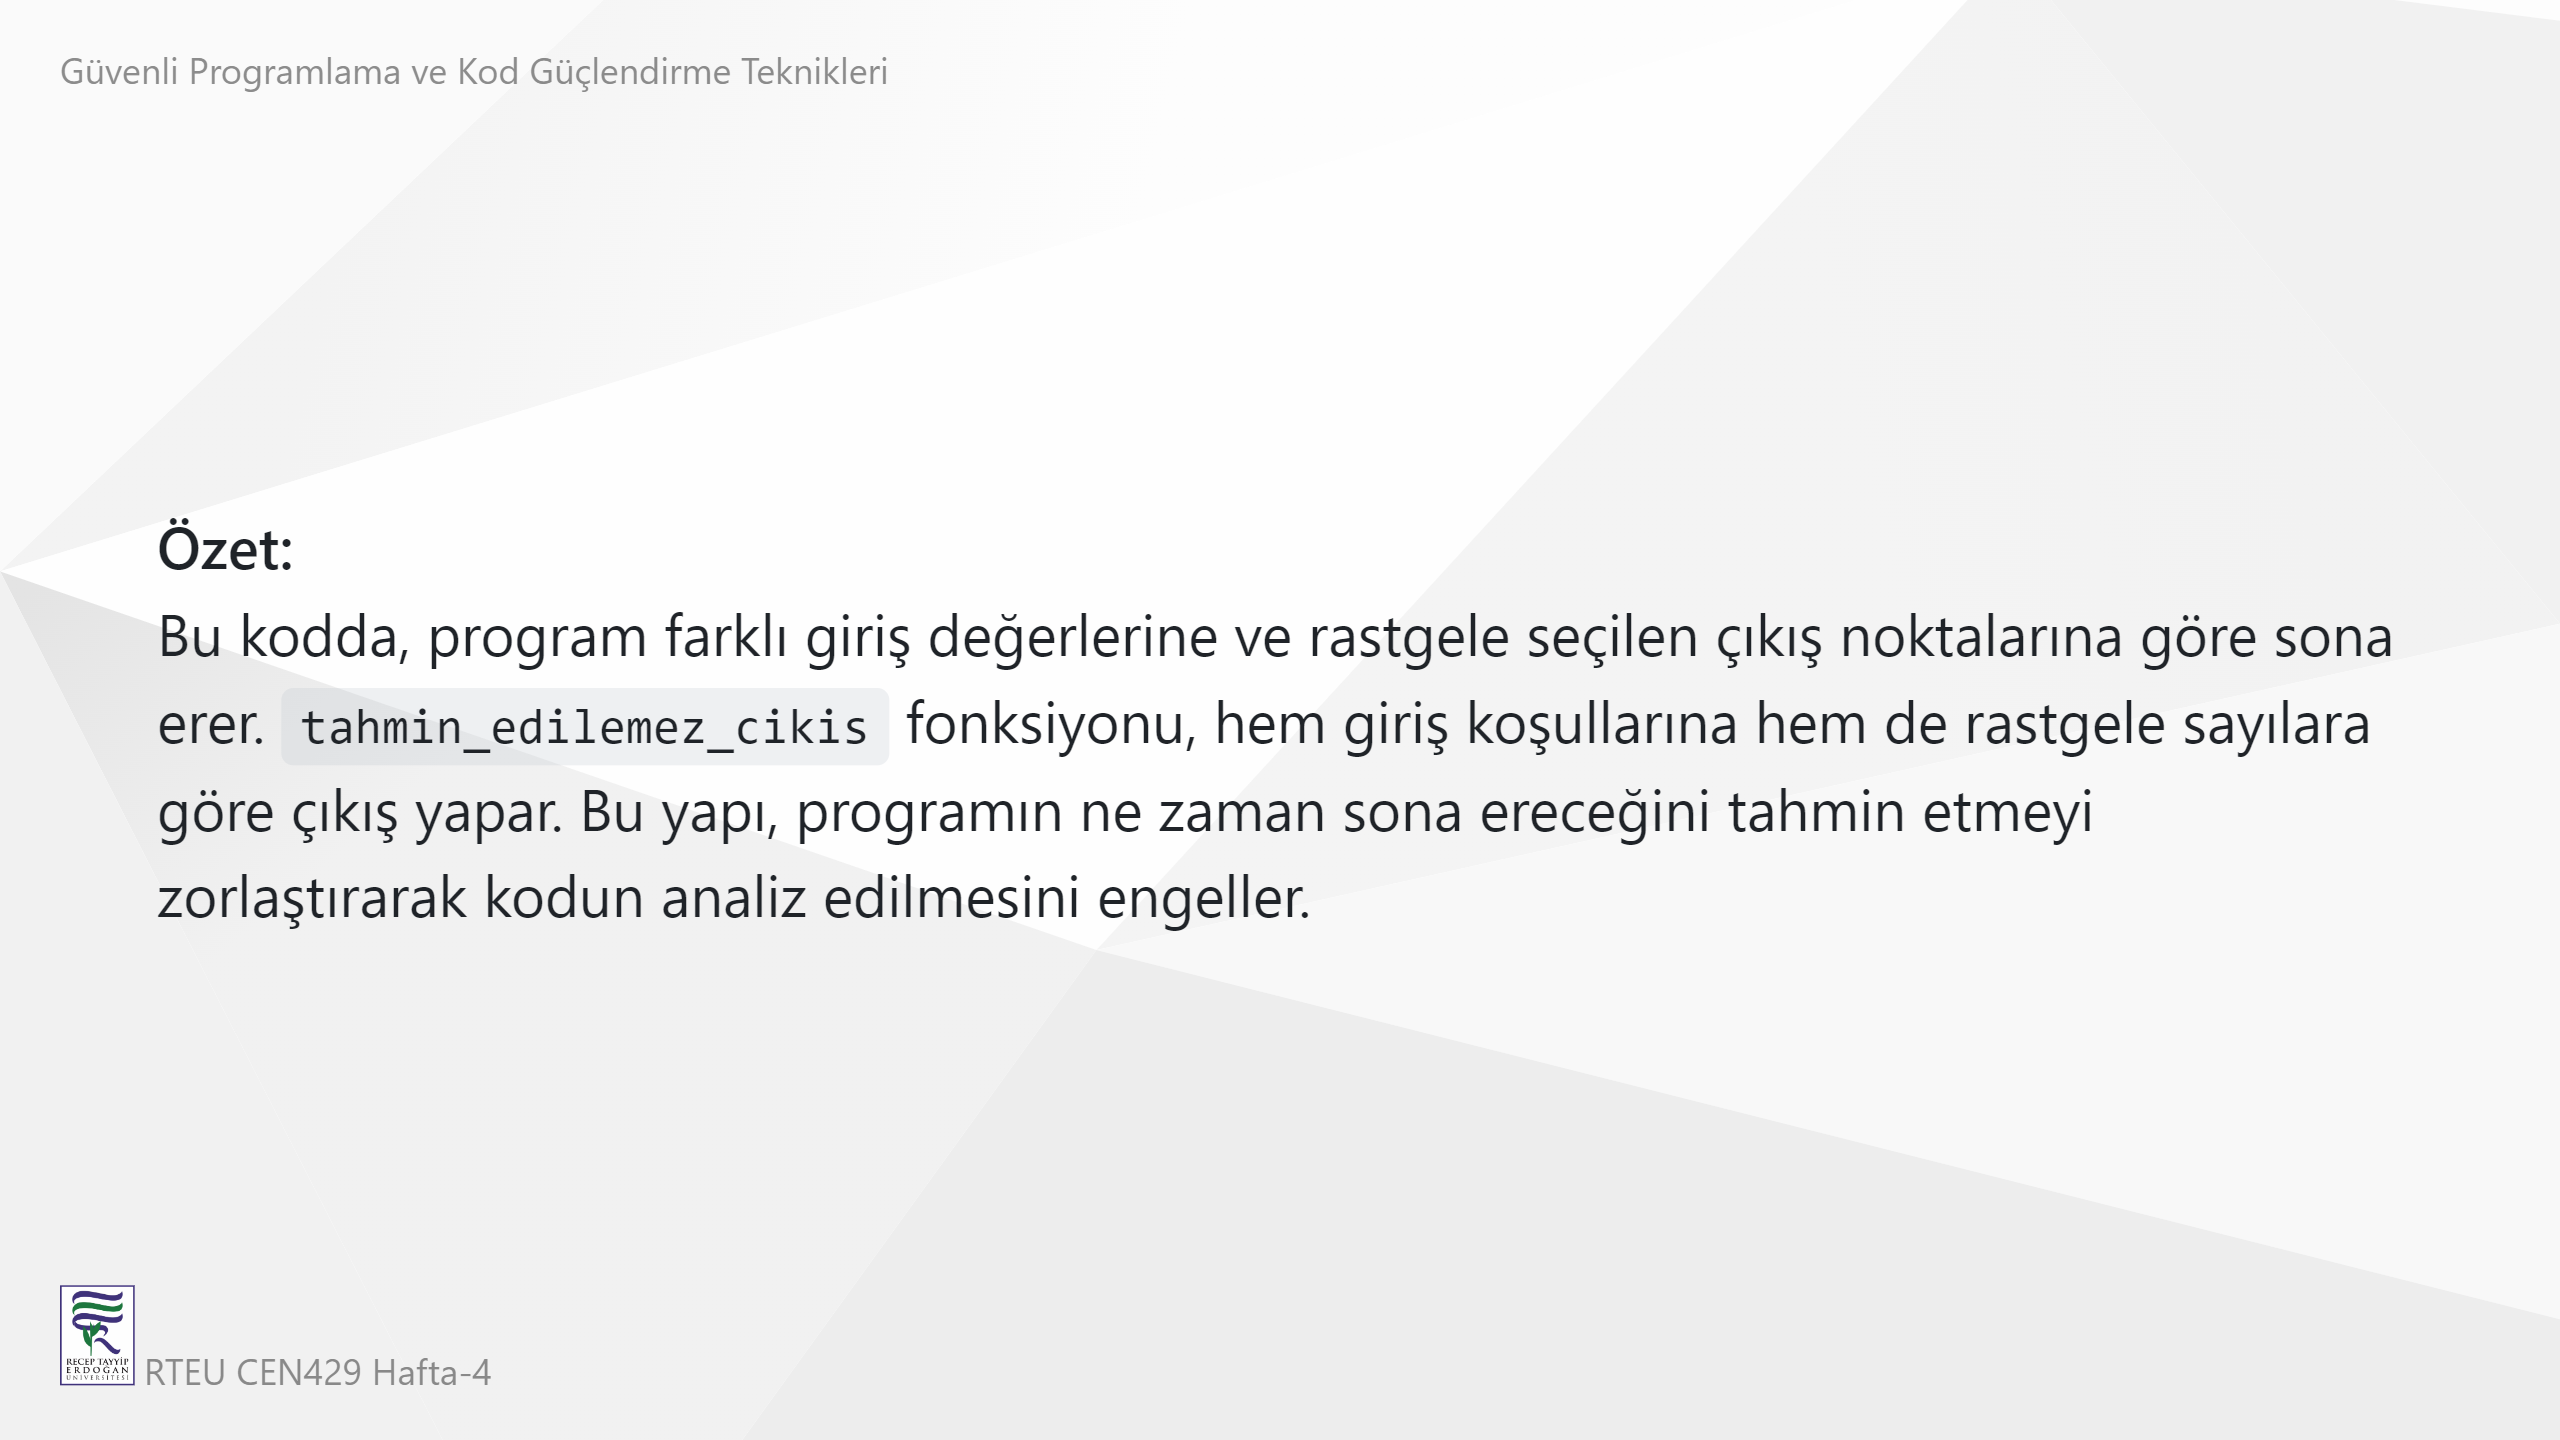 Güvenli Programlama ve Kod Güçlendirme Teknikleri
Özet:
Bu kodda, program farklı giriş değerlerine ve rastgele seçilen çıkış noktalarına göre sona
erer. tahmin_edilemez_cikis fonksiyonu, hem giriş koşullarına hem de rastgele sayılara
göre çıkış yapar. Bu yapı, programın ne zaman sona ereceğini tahmin etmeyi
zorlaştırarak kodun analiz edilmesini engeller.
RECEP TAYYİP
ERDOĞAN
ÜNİVERSİTESİ
RTEU CEN429 Hafta-4